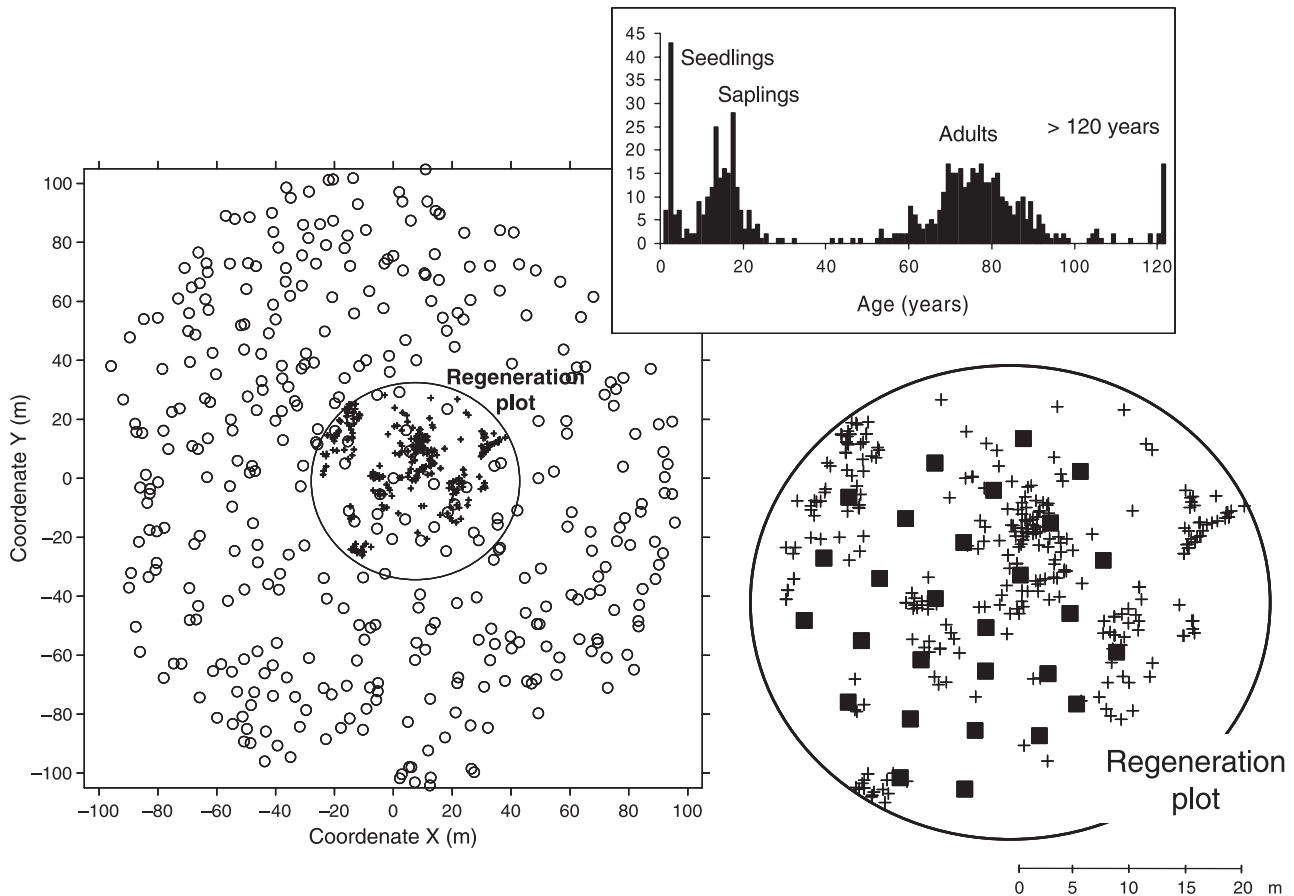 45
40
35
30
25
20
15
10
5
0
Seedlings
Saplings
Adults
> 120 years
0 20 40 60 80 100 120
Age (years)
100
80
60
40
20
0
−20
−40
−60
−80
−100
Coordenate Y (m)
Regeneration
plot
−100 −80 −60 −40 −20 0 20 40 60 80 100
Coordenate X (m)
Regeneration
plot
0 5 10 15 20 m